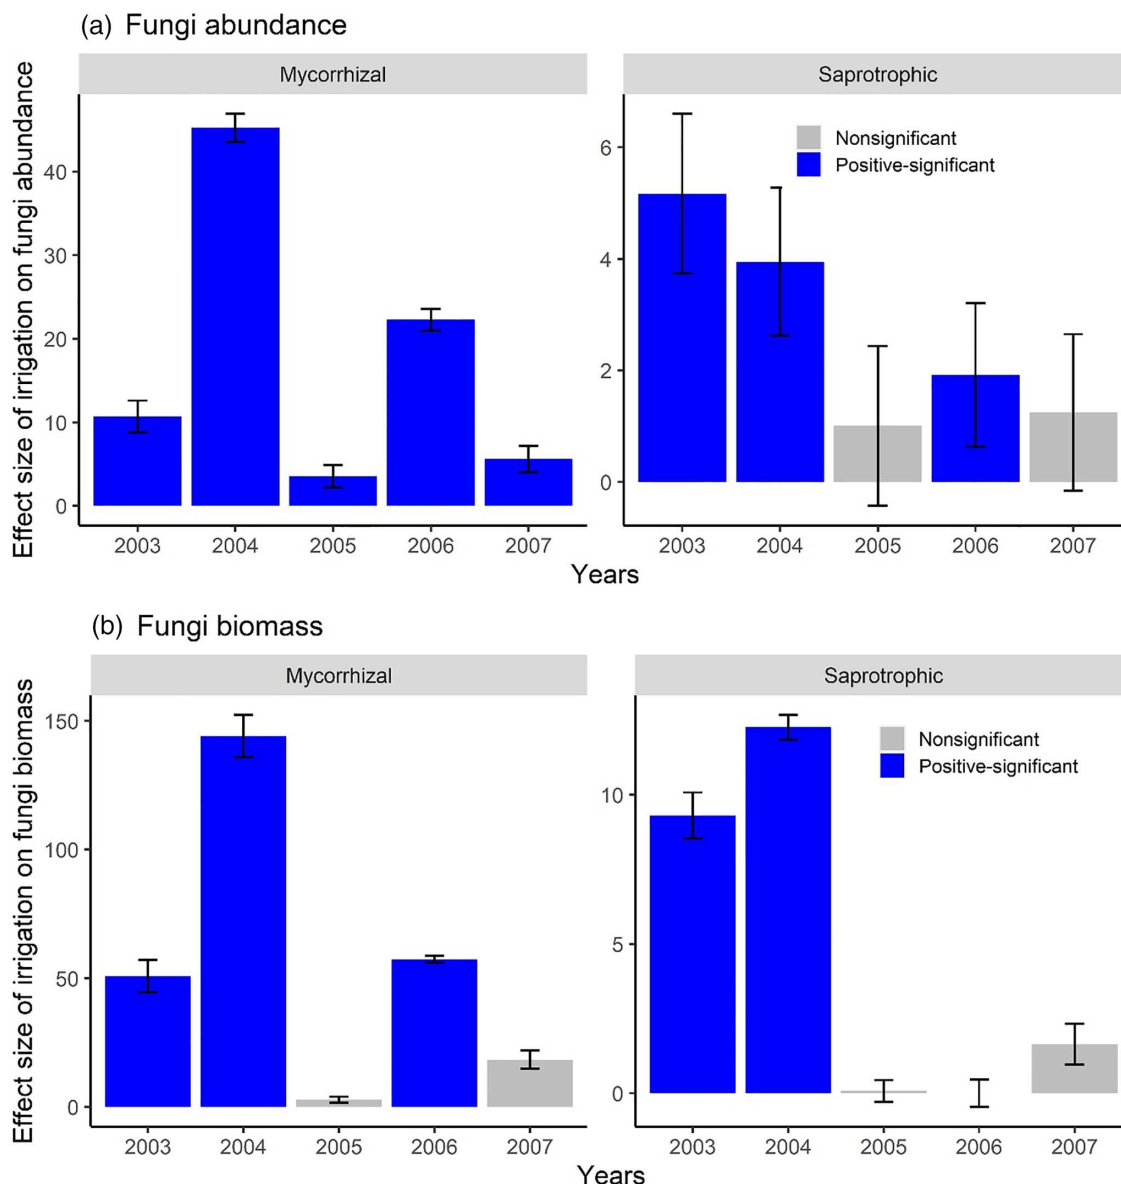 (a) Fungi abundance
Mycorrhizal
Saprotrophic
Effect size of irrigation on fungi abundance
40
30
20
10
0
6
4
2
0
Nonsignificant
Positive-significant
2003 2004 2005 2006 2007
2003 2004 2005 2006 2007
Years
(b) Fungi biomass
Mycorrhizal
Saprotrophic
Effect size of irrigation on fungi biomass
150
100
50
0
10
5
0
Nonsignificant
Positive-significant
2003 2004 2005 2006 2007
2003 2004 2005 2006 2007
Years